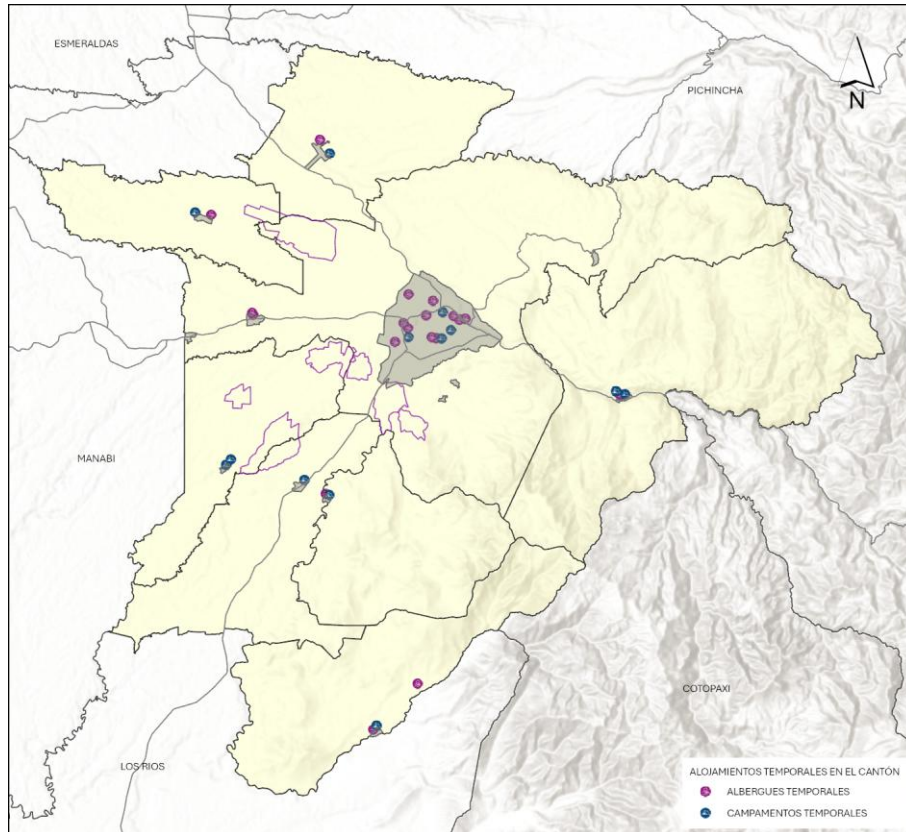 ESMERALDAS
PICHINCHA
N
MANABI
COTOPAXI
LOS RIOS
ALOJAMIENTOS TEMPORALES EN EL CANTÓN
ALBERGUES TEMPORALES
CAMPAMENTOS TEMPORALES